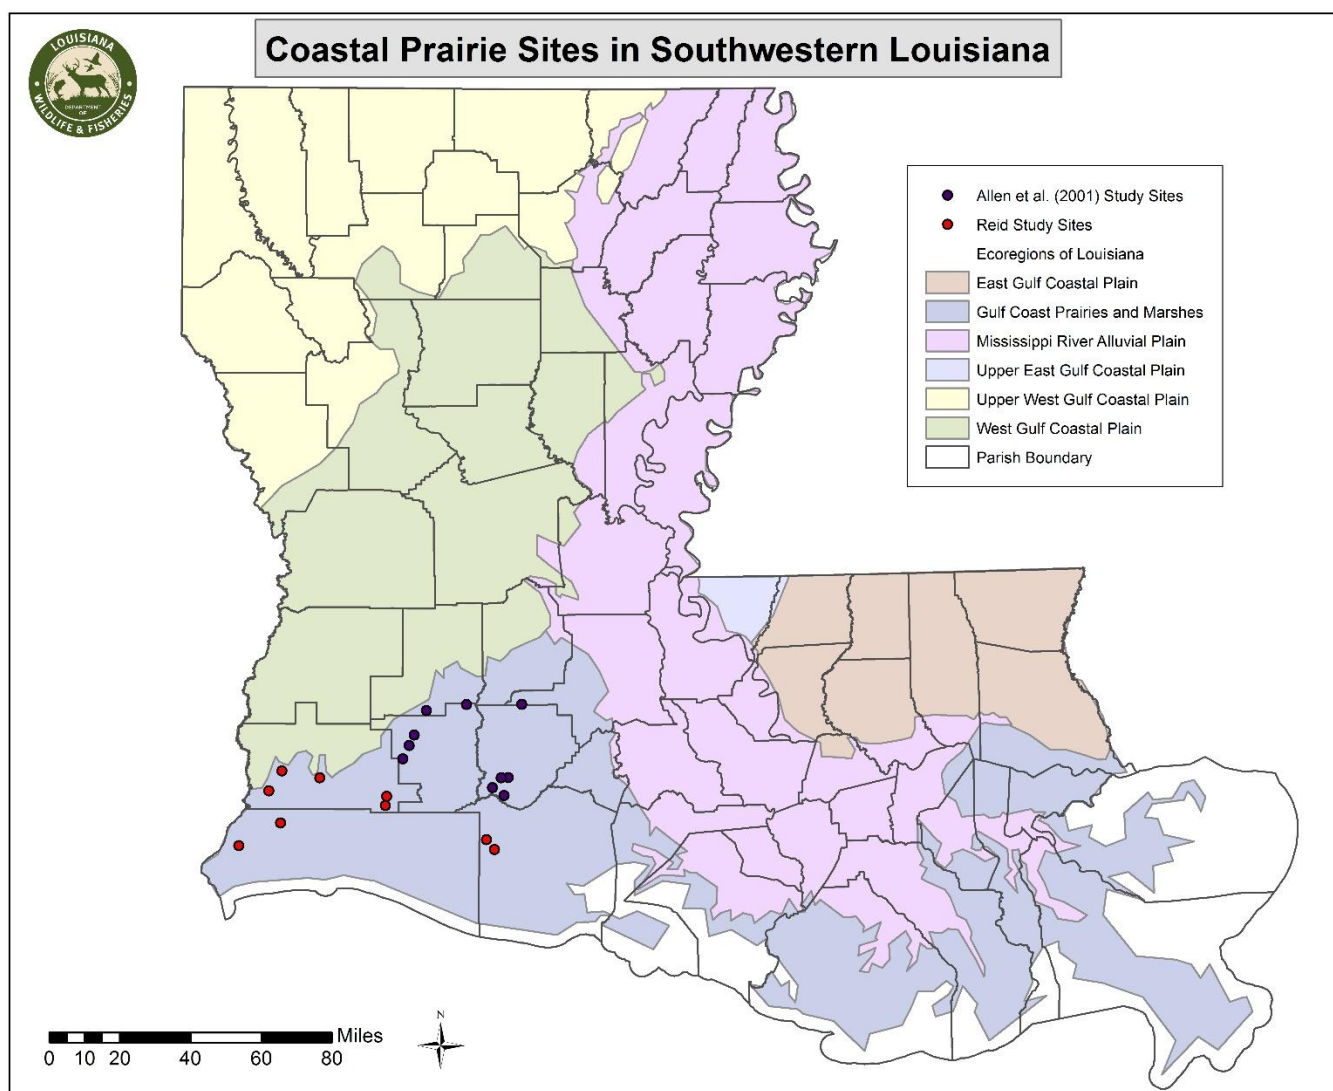 Coastal Prairie Sites in Southwestern Louisiana
LOUISIANA
DEPARTMENT
OF
WILDLIFE & FISHERIES
Allen et al. (2001) Study Sites
Reid Study Sites
Ecoregions of Louisiana
East Gulf Coastal Plain
Gulf Coast Prairies and Marshes
Mississippi River Alluvial Plain
Upper East Gulf Coastal Plain
Upper West Gulf Coastal Plain
West Gulf Coastal Plain
Parish Boundary
N
Miles
0 10 20 40 60 80